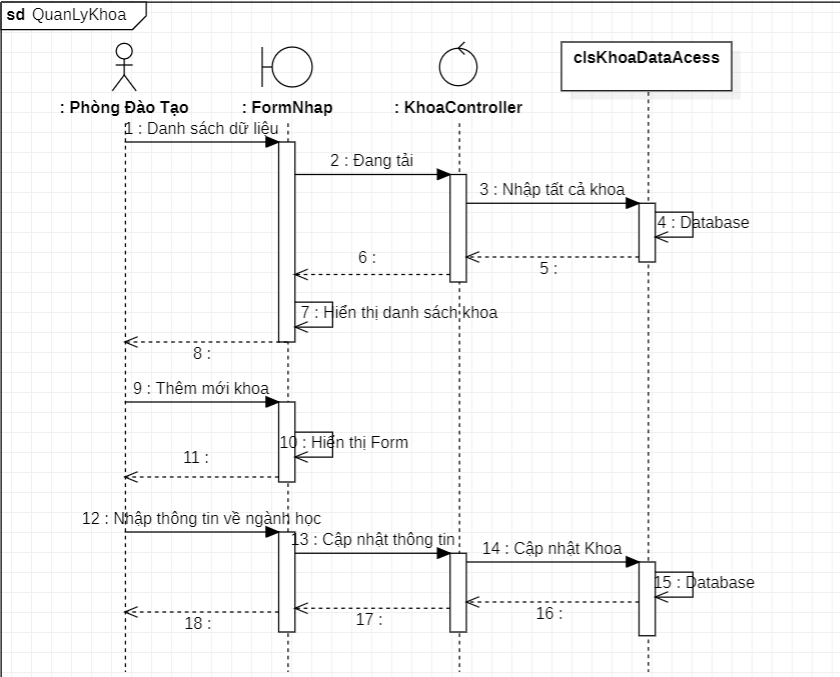 sd QuanLyKhoa
: Phòng Đào Tạo
: FormNhap
: KhoaController
clsKhoaDataAcess
1 : Danh sách dữ liệu
2 : Đang tải
3 : Nhập tất cả khoa
4 : Database
5 :
6 :
7 : Hiển thị danh sách khoa
8 :
9 : Thêm mới khoa
10 : Hiển thị Form
11 :
12 : Nhập thông tin về ngành học
13 : Cập nhật thông tin
14 : Cập nhật Khoa
15 : Database
16 :
17 :
18 :